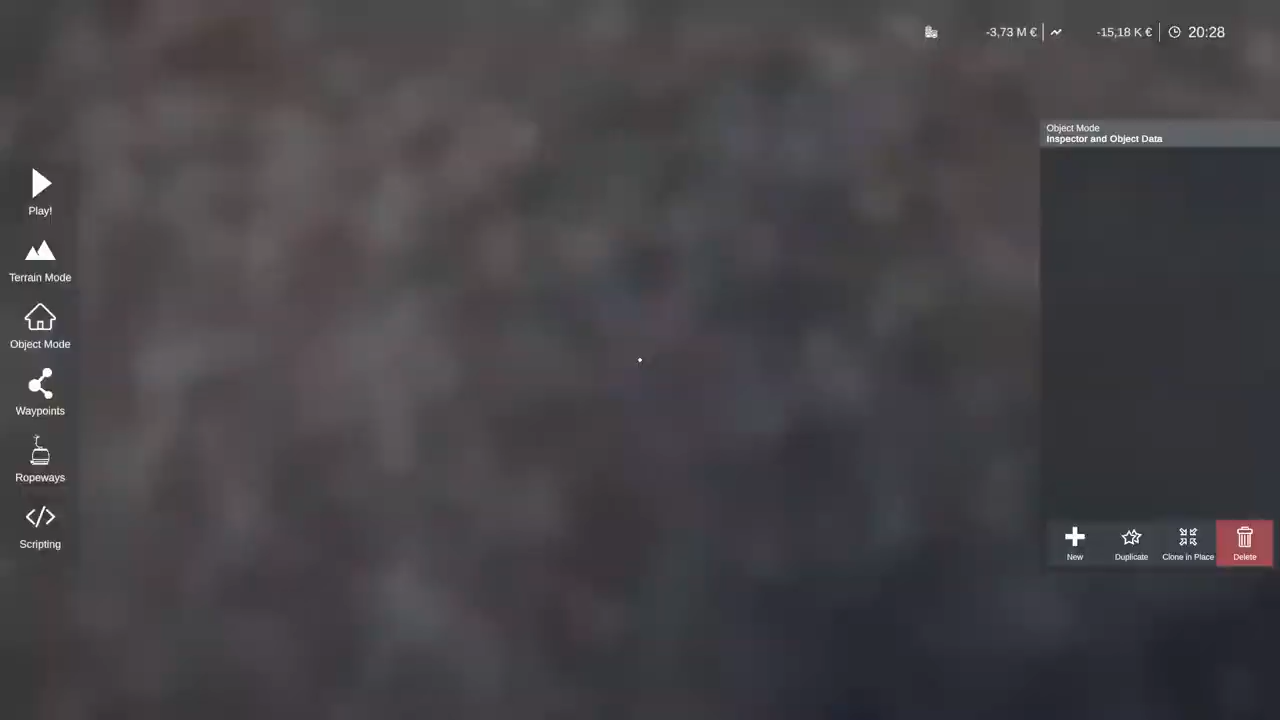 -3,73 M € -15,18 K € 20:28
Object Mode
Inspector and Object Data
Play!
Terrain Mode
Object Mode
Waypoints
Ropeways
Scripting
New Duplicate Clone in Place Delete